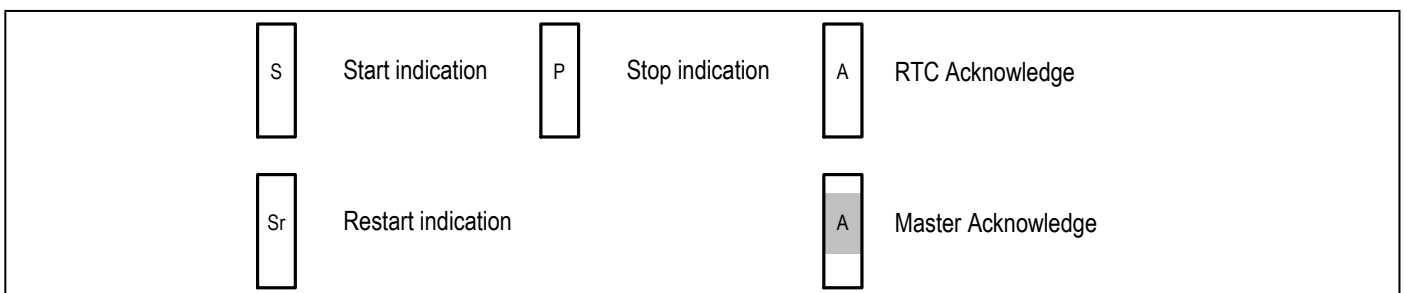 S Start indication P Stop indication A RTC Acknowledge
Sr Restart indication A Master Acknowledge